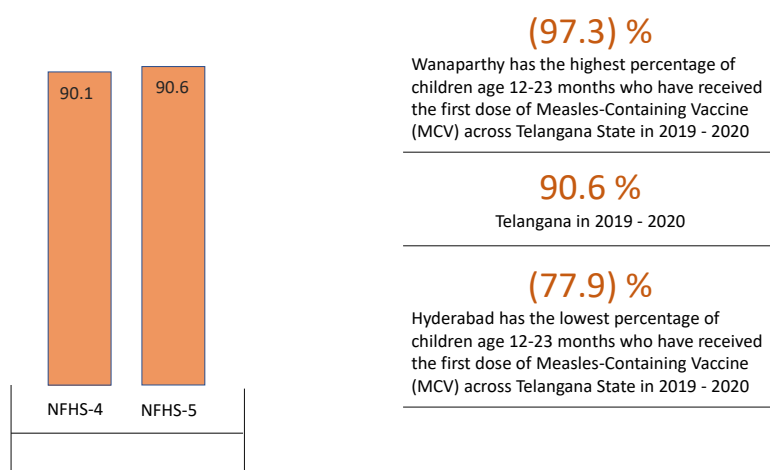 90.1
90.6
NFHS-4
NFHS-5
(97.3) %
Wanaparthy has the highest percentage of
children age 12-23 months who have received
the first dose of Measles-Containing Vaccine
(MCV) across Telangana State in 2019 - 2020
90.6 %
Telangana in 2019 - 2020
(77.9) %
Hyderabad has the lowest percentage of
children age 12-23 months who have received
the first dose of Measles-Containing Vaccine
(MCV) across Telangana State in 2019 - 2020